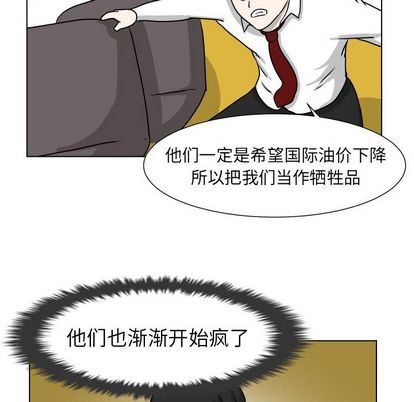 他们一定是希望国际油价下降
所以把我们当作牺牲品
他们也渐渐开始疯了